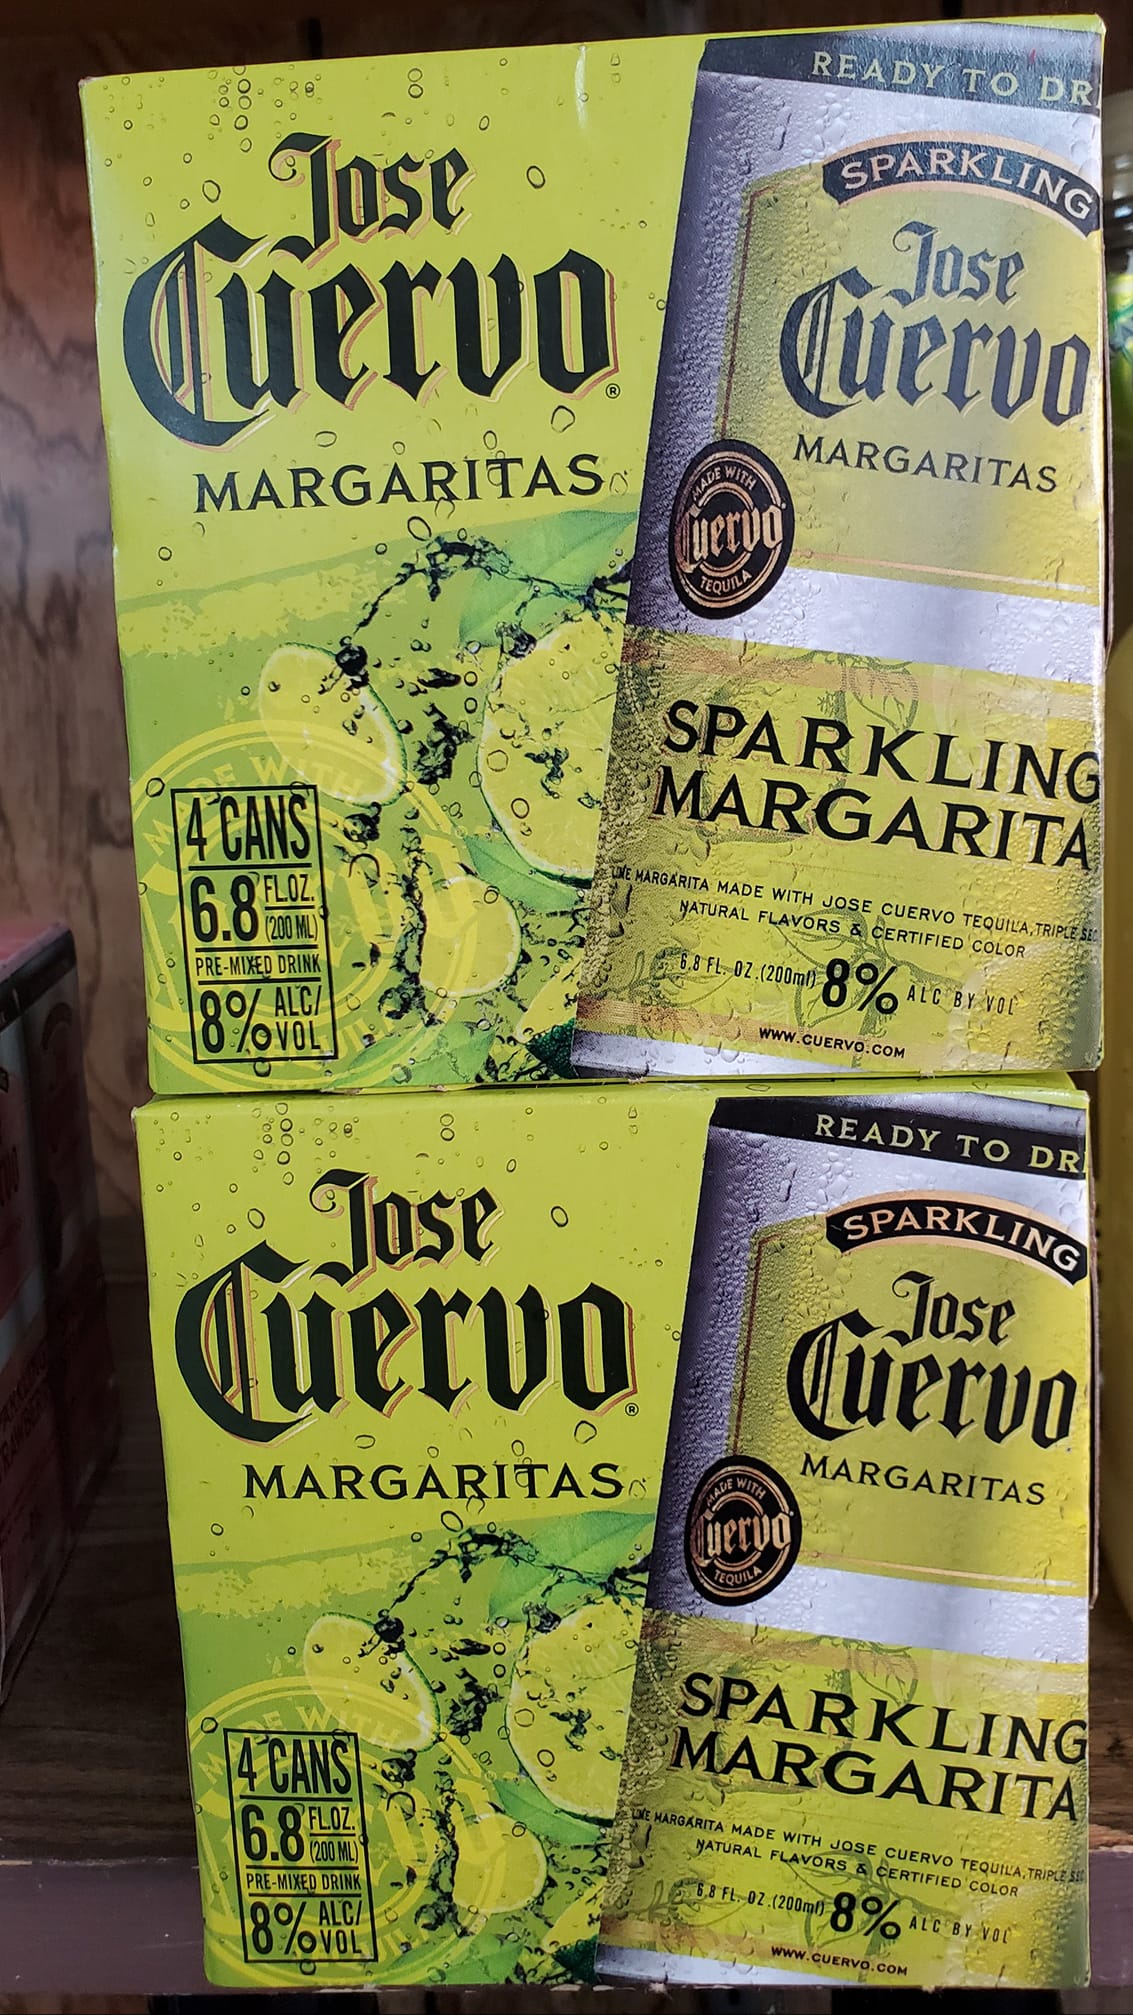 Jose
Cuervo®
MARGARITAS
4 CANS
6.8 FL.OZ.
(200 ML)
PRE-MIXED DRINK
8% ALC/
VOL
READY TO DR
SPARKLING
Jose
Cuervo
MARGARITAS
MADE WITH
Cuervo
TEQUILA
SPARKLING
MARGARITA
MARGARITA MADE WITH JOSE CUERVO TEQUILA, TRIPLE SEC
NATURAL FLAVORS & CERTIFIED COLOR
6.8 FL. OZ.(200ml) 8% ALC BY VOL
WWW.CUERVO.COM
Jose
Cuervo®
MARGARITAS
4 CANS
6.8 FL.OZ.
(200 ML)
PRE-MIXED DRINK
8% ALC/
VOL
READY TO DR
SPARKLING
Jose
Cuervo
MARGARITAS
MADE WITH
Cuervo
TEQUILA
SPARKLING
MARGARITA
MARGARITA MADE WITH JOSE CUERVO TEQUILA, TRIPLE SEC
NATURAL FLAVORS & CERTIFIED COLOR
6.8 FL. OZ.(200ml) 8% ALC BY VOL
WWW.CUERVO.COM